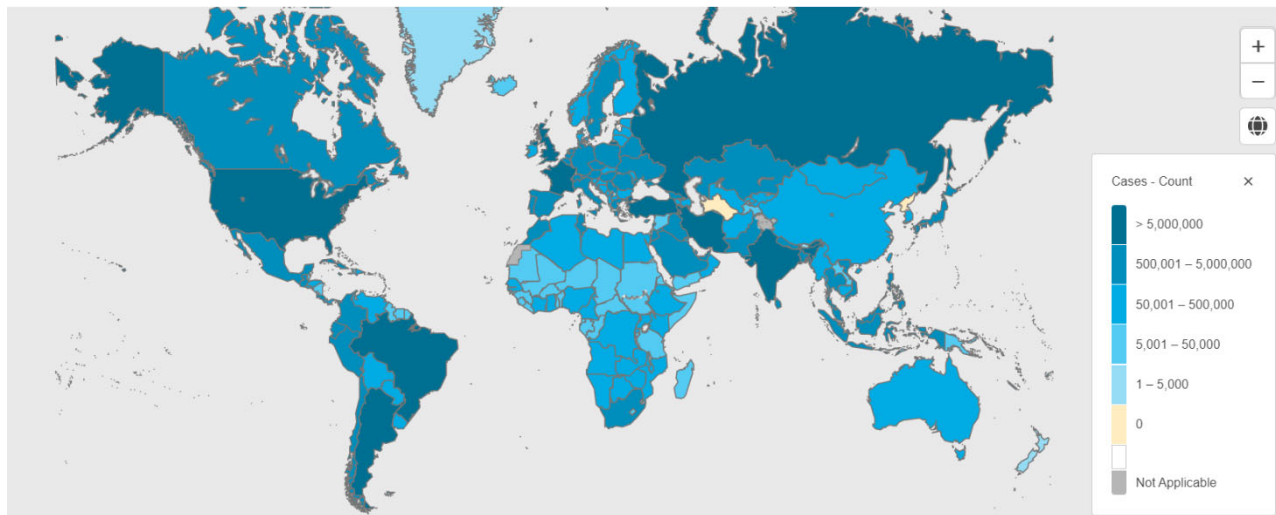 +
−
Cases - Count ×
> 5,000,000
500,001 – 5,000,000
50,001 – 500,000
5,001 – 50,000
1 – 5,000
0
Not Applicable